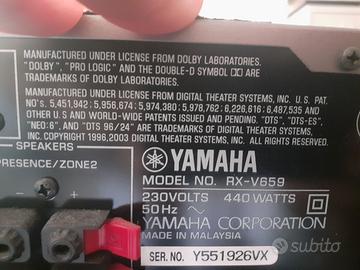 MANUFACTURED UNDER LICENSE FROM DOLBY LABORATORIES.
"DOLBY", "PRO LOGIC" AND THE DOUBLE-D SYMBOL ARE
TRADEMARKS OF DOLBY LABORATORIES.
MANUFACTURED UNDER LICENSE FROM DIGITAL THEATER SYSTEMS, INC. U.S. PAT.
NO'S. 5,451,942; 5,956,674; 5,974,380; 5,978,762; 6,226,616; 6,487,535 AND
OTHER U.S. AND WORLD-WIDE PATENTS ISSUED AND PENDING. "DTS", "DTS-ES",
"NEO:6", AND "DTS 96/24" ARE TRADEMARKS OF DIGITAL THEATER SYSTEMS, INC.
COPYRIGHT 1996,2003 DIGITAL THEATER SYSTEMS, INC. ALL RIGHTS RESERVED.
SPEAKERS
PRESENCE/ZONE2
YAMAHA
MODEL NO. RX-V659
230VOLTS 440WATTS
50Hz
YAMAHA CORPORATION
MADE IN MALAYSIA
SER. NO. Y551926VX
subito